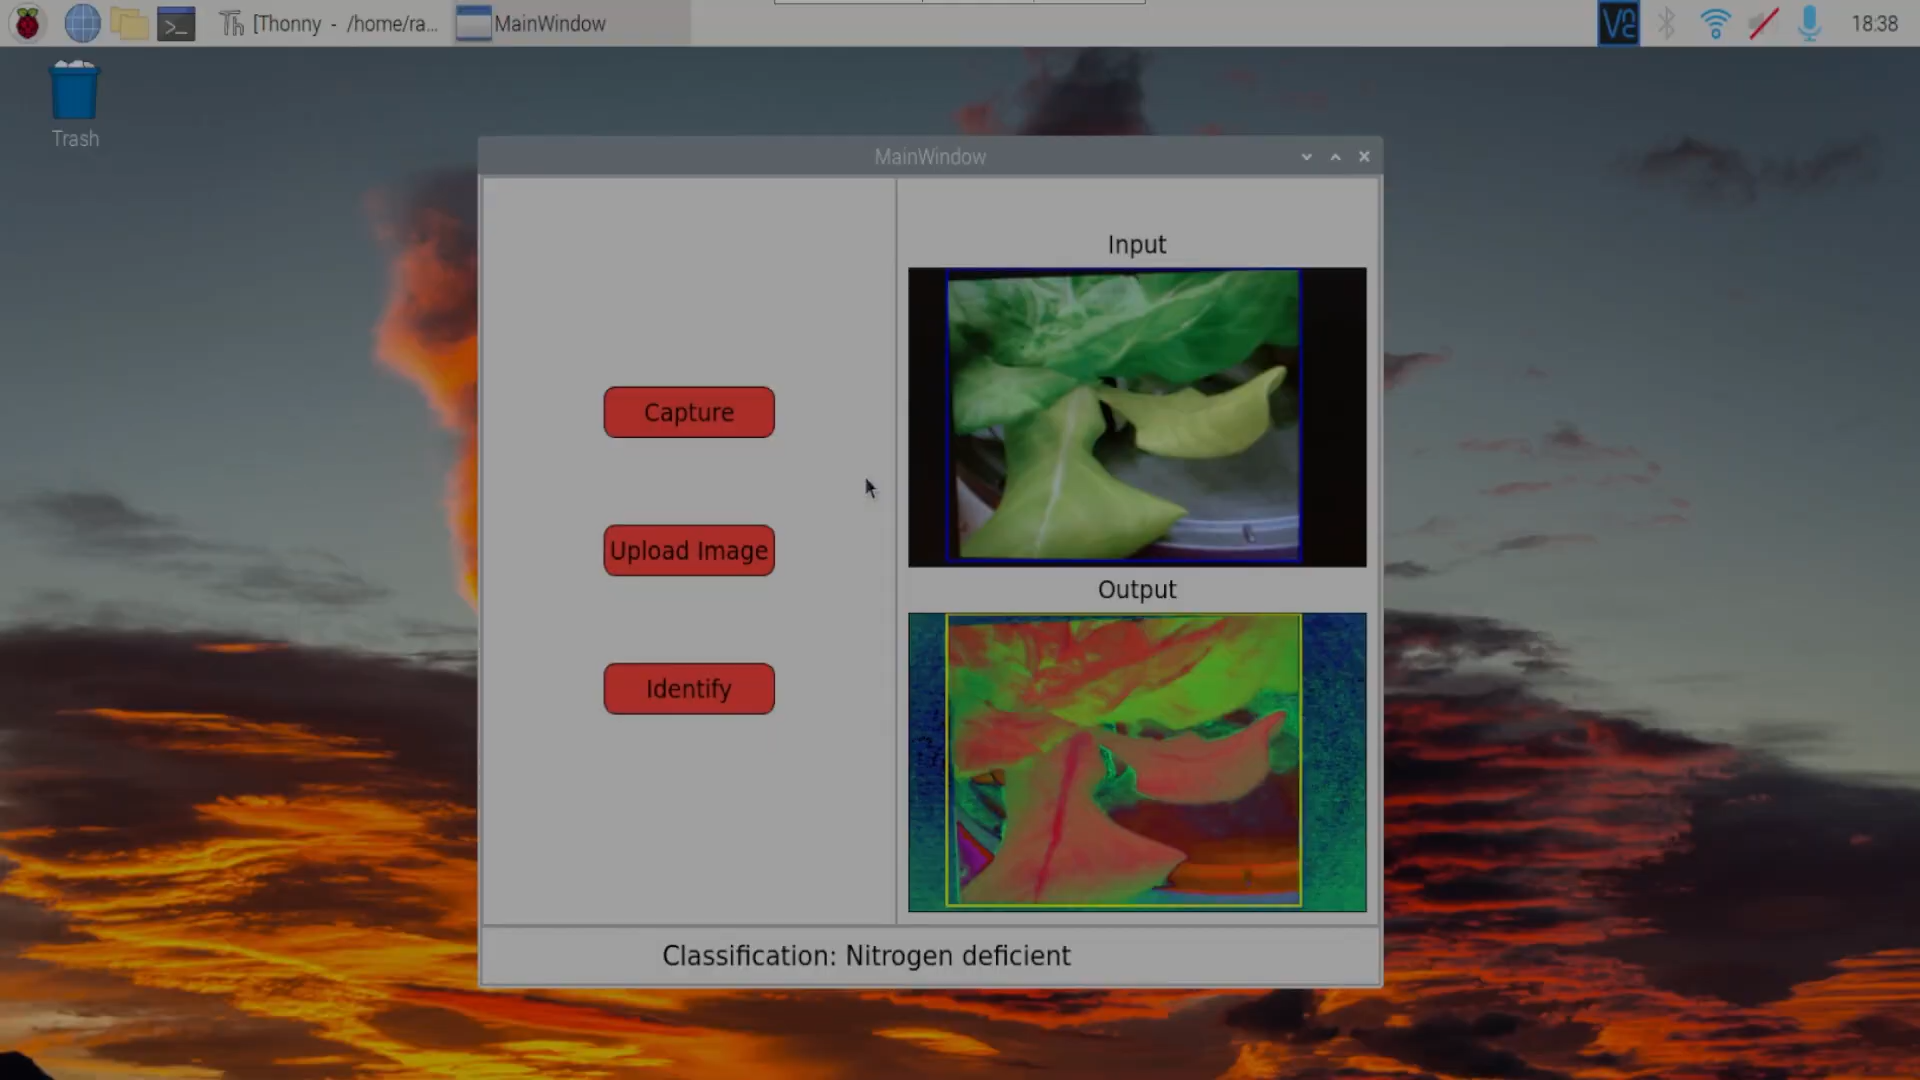 [Thonny - /home/ra...
MainWindow
18:38
Trash
MainWindow
Input
Capture
Upload Image
Output
Identify
Classification: Nitrogen deficient